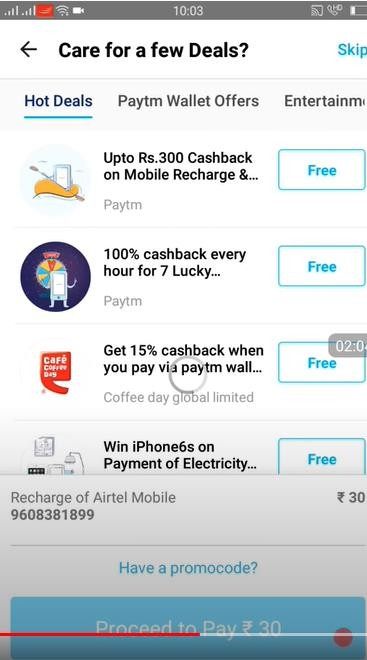 10:03
Care for a few Deals?
Skip
Hot Deals Paytm Wallet Offers Entertainm
Upto Rs.300 Cashback
on Mobile Recharge &...
Free
Paytm
100% cashback every
hour for 7 Lucky...
Free
Paytm
02:0
Café
Coffee
Day
Get 15% cashback when
you pay via paytm wall...
Free
Coffee day global limited
Win iPhone6s on
Payment of Electricity...
Free
Recharge of Airtel Mobile ₹ 30
9608381899
Have a promocode?
Proceed to Pay ₹ 30